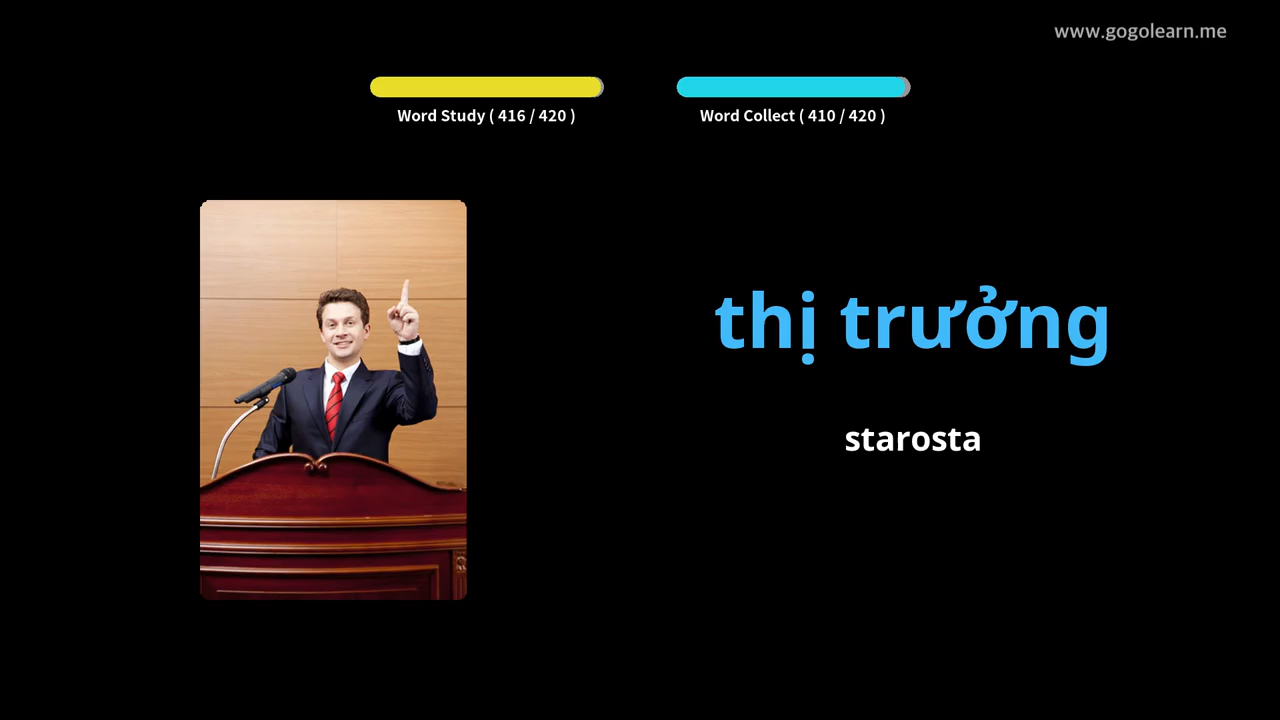 www.gogolearn.me
Word Study ( 416 / 420 )
Word Collect ( 410 / 420 )
thị trưởng
starosta